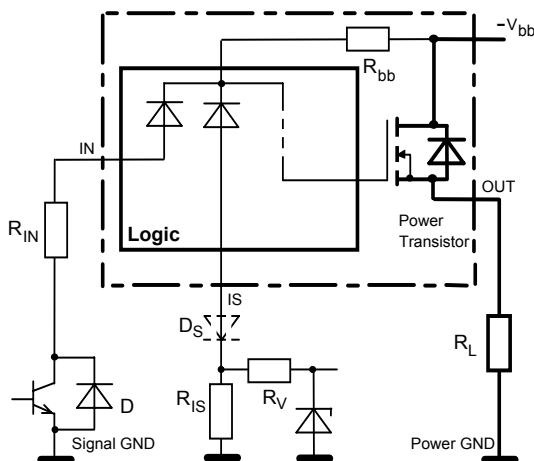 -Vbb
Rbb
IN
OUT
RIN
Logic
Power
Transistor
IS
DS
RL
D
RIS
RV
Signal GND
Power GND